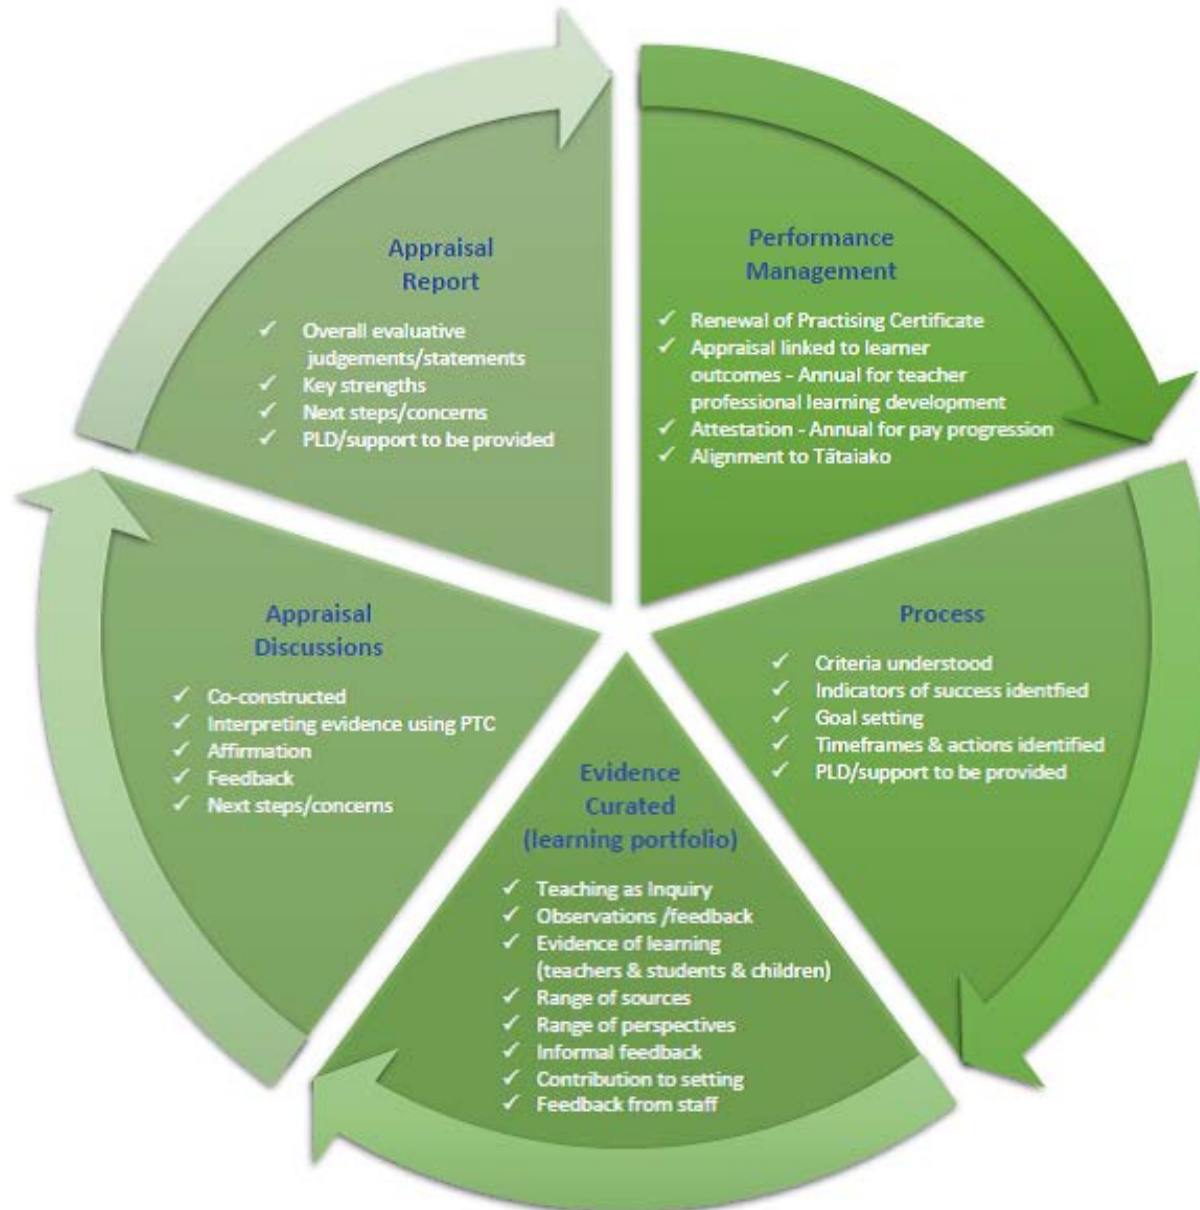 Performance
Management
✓ Renewal of Practising Certificate
✓ Appraisal linked to learner
outcomes - Annual for teacher
professional learning development
✓ Attestation - Annual for pay progression
✓ Alignment to Tātaiako
Process
✓ Criteria understood
✓ Indicators of success identfied
✓ Goal setting
✓ Timeframes & actions identified
✓ PLD/support to be provided
Evidence
Curated
(learning portfolio)
✓ Teaching as Inquiry
✓ Observations /feedback
✓ Evidence of learning
(teachers & students & children)
✓ Range of sources
✓ Range of perspectives
✓ Informal feedback
✓ Contribution to setting
✓ Feedback from staff
Appraisal
Discussions
✓ Co-constructed
✓ Interpreting evidence using PTC
✓ Affirmation
✓ Feedback
✓ Next steps/concerns
Appraisal
Report
✓ Overall evaluative
judgements/statements
✓ Key strengths
✓ Next steps/concerns
✓ PLD/support to be provided